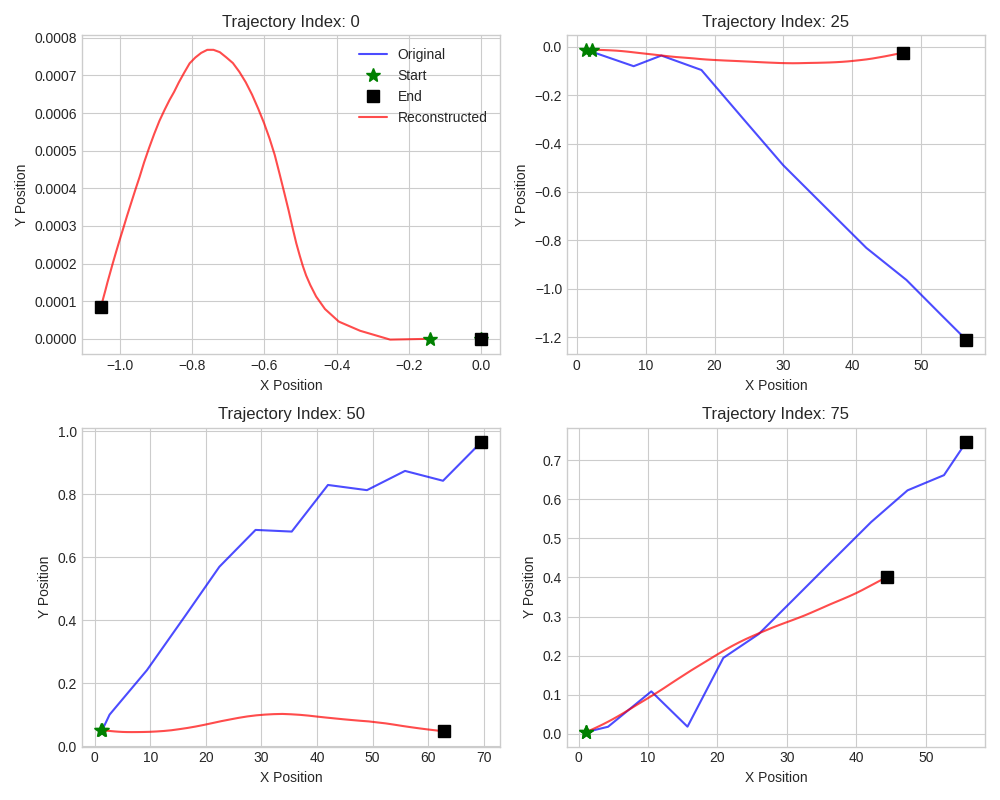 Trajectory Index: 0
Original
Start
End
Reconstructed
0.0008
0.0007
0.0006
0.0005
0.0004
0.0003
0.0002
0.0001
0.0000
Y Position
−1.0 −0.8 −0.6 −0.4 −0.2 0.0
X Position
Trajectory Index: 25
0.0
−0.2
−0.4
−0.6
−0.8
−1.0
−1.2
Y Position
0 10 20 30 40 50
X Position
Trajectory Index: 50
1.0
0.8
0.6
0.4
0.2
0.0
Y Position
0 10 20 30 40 50 60 70
X Position
Trajectory Index: 75
0.7
0.6
0.5
0.4
0.3
0.2
0.1
0.0
Y Position
0 10 20 30 40 50
X Position